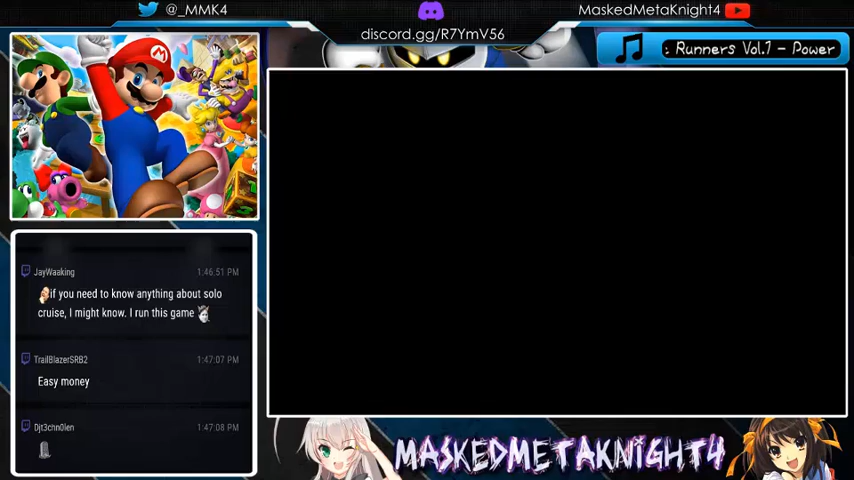 @_MMK4
discord.gg/R7YmV56
MaskedMetaKnight4
: Runners Vol.1 - Power
JayWaaking 1:46:51 PM
if you need to know anything about solo
cruise, I might know. I run this game
TrailBlazerSRB2 1:47:07 PM
Easy money
Djt3chn0len 1:47:08 PM
MASKEDMETAKNIGHT4